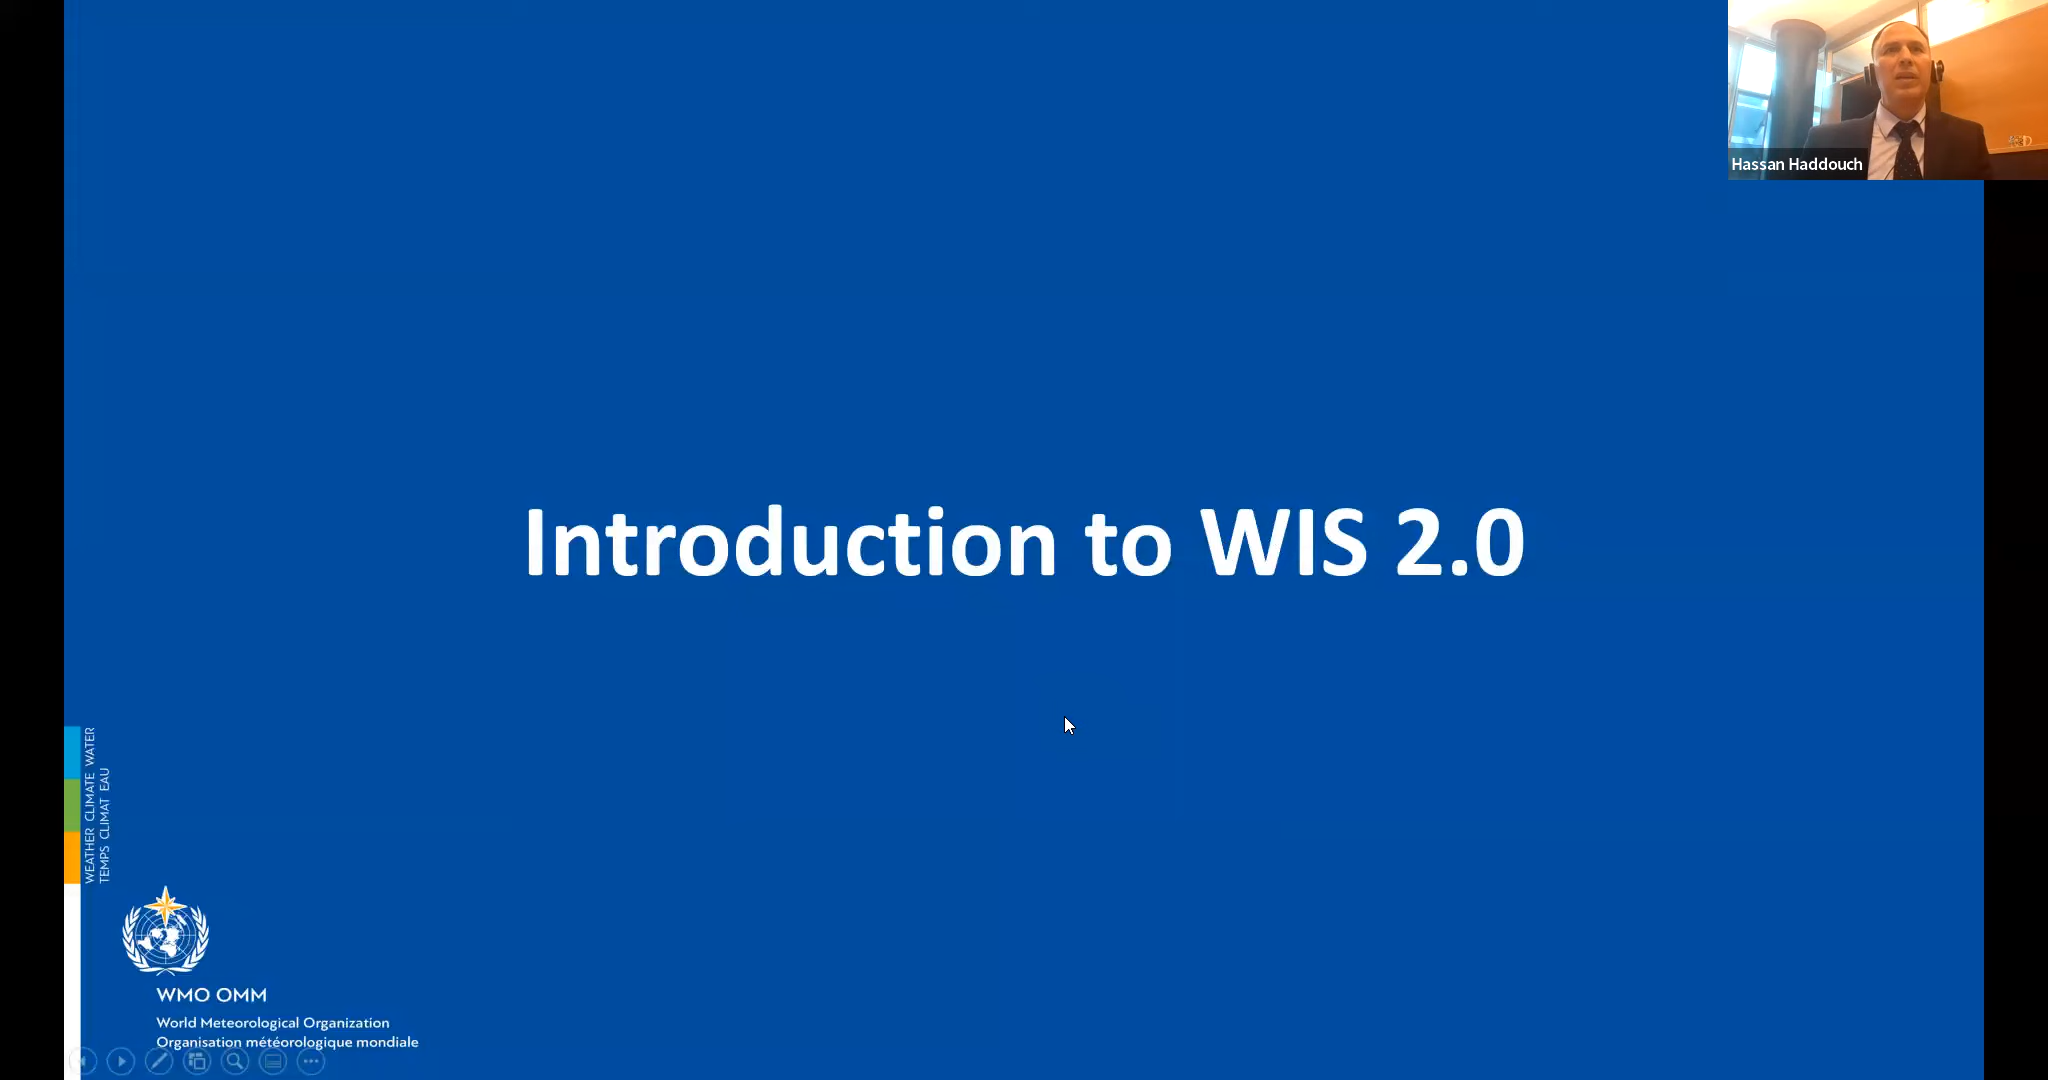 Hassan Haddouch
Introduction to WIS 2.0
WEATHER CLIMATE WATER
TEMPS CLIMAT EAU
WMO OMM
World Meteorological Organization
Organisation météorologique mondiale